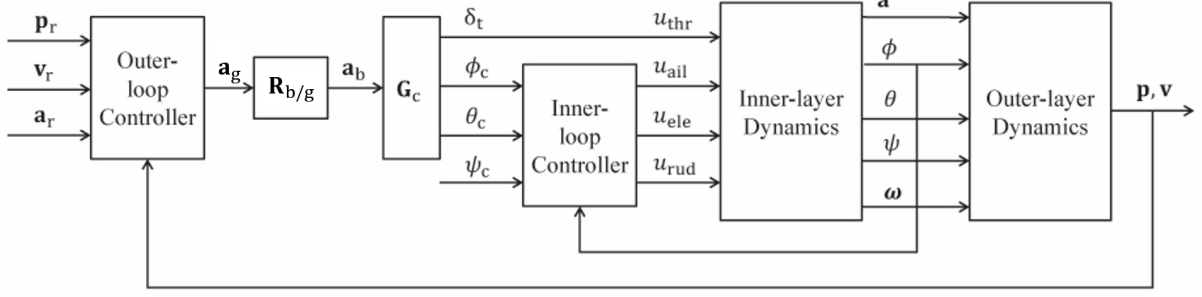 p_r
v_r
a_r
Outer-
loop
Controller
a_g
R_b/g
a_b
G_c
δ_t
ϕ_c
θ_c
ψ_c
Inner-
loop
Controller
u_thr
u_ail
u_ele
u_rud
Inner-layer
Dynamics
a
ϕ
θ
ψ
ω
Outer-layer
Dynamics
p, v